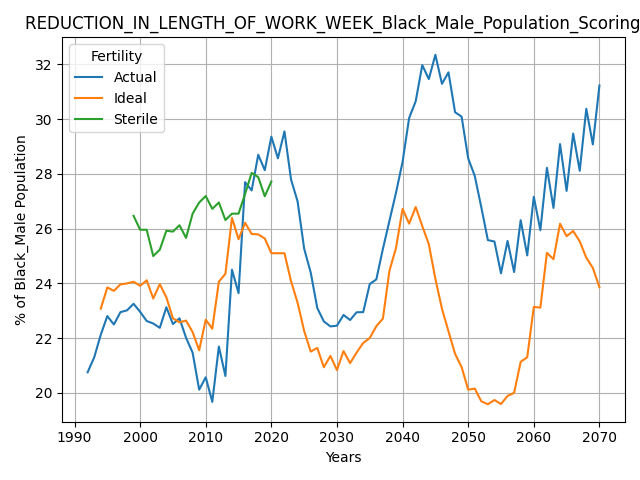 REDUCTION_IN_LENGTH_OF_WORK_WEEK_Black_Male_Population_Scoring
Fertility
Actual
Ideal
Sterile
% of Black_Male Population
32
30
28
26
24
22
20
1990 2000 2010 2020 2030 2040 2050 2060 2070
Years